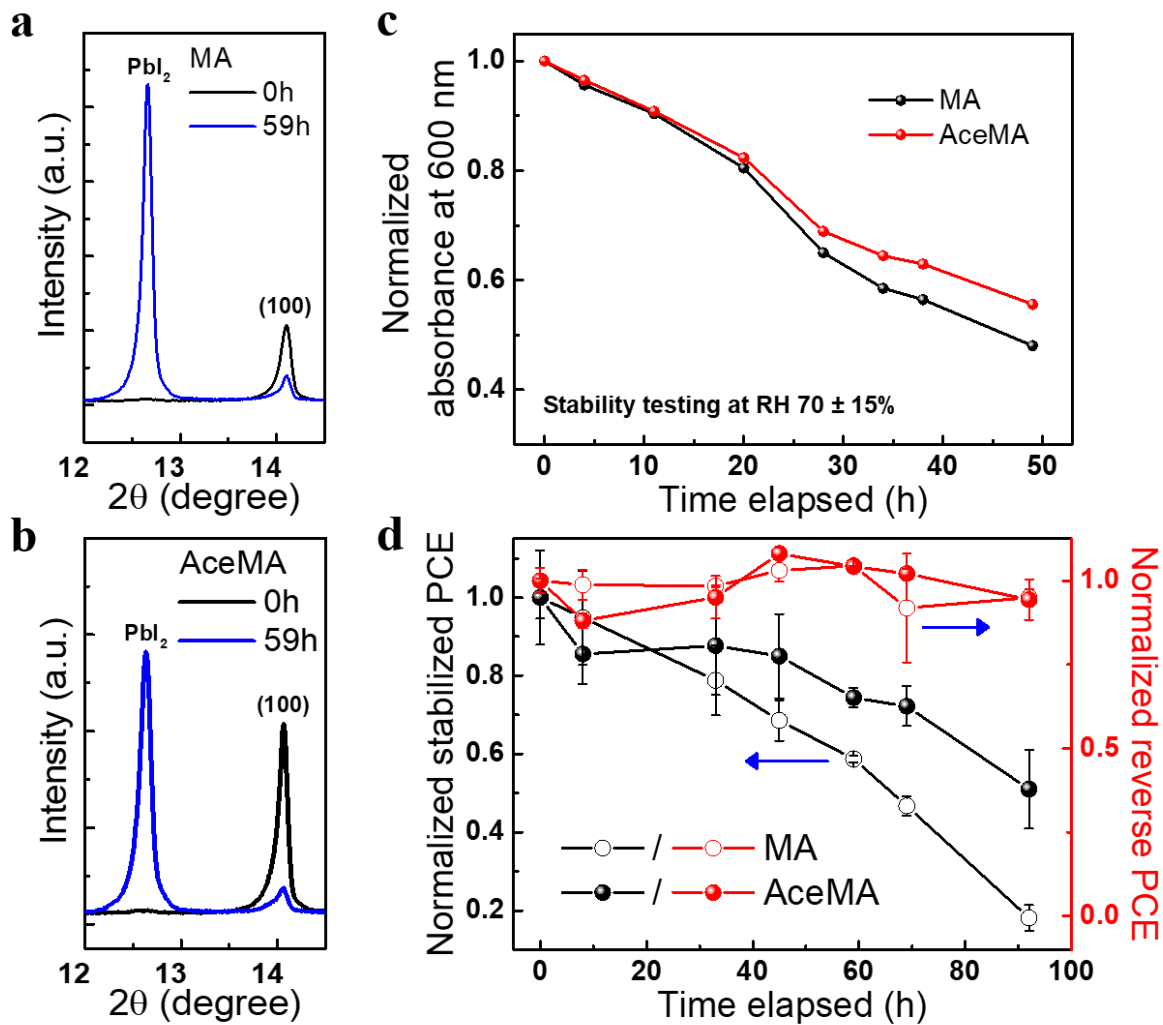 a
MA
PbI2
0h
59h
(100)
Intensity (a.u.)
12 13 14
2θ (degree)
b
AceMA
0h
59h
PbI2
(100)
Intensity (a.u.)
12 13 14
2θ (degree)
c
1.0
0.8
0.6
0.4
Normalized
absorbance at 600 nm
MA
AceMA
Stability testing at RH 70 ± 15%
0 10 20 30 40 50
Time elapsed (h)
d
1.0
0.8
0.6
0.4
0.2
Normalized stabilized PCE
/ MA
/ AceMA
1.0
0.5
0.0
Normalized reverse PCE
0 20 40 60 80 100
Time elapsed (h)